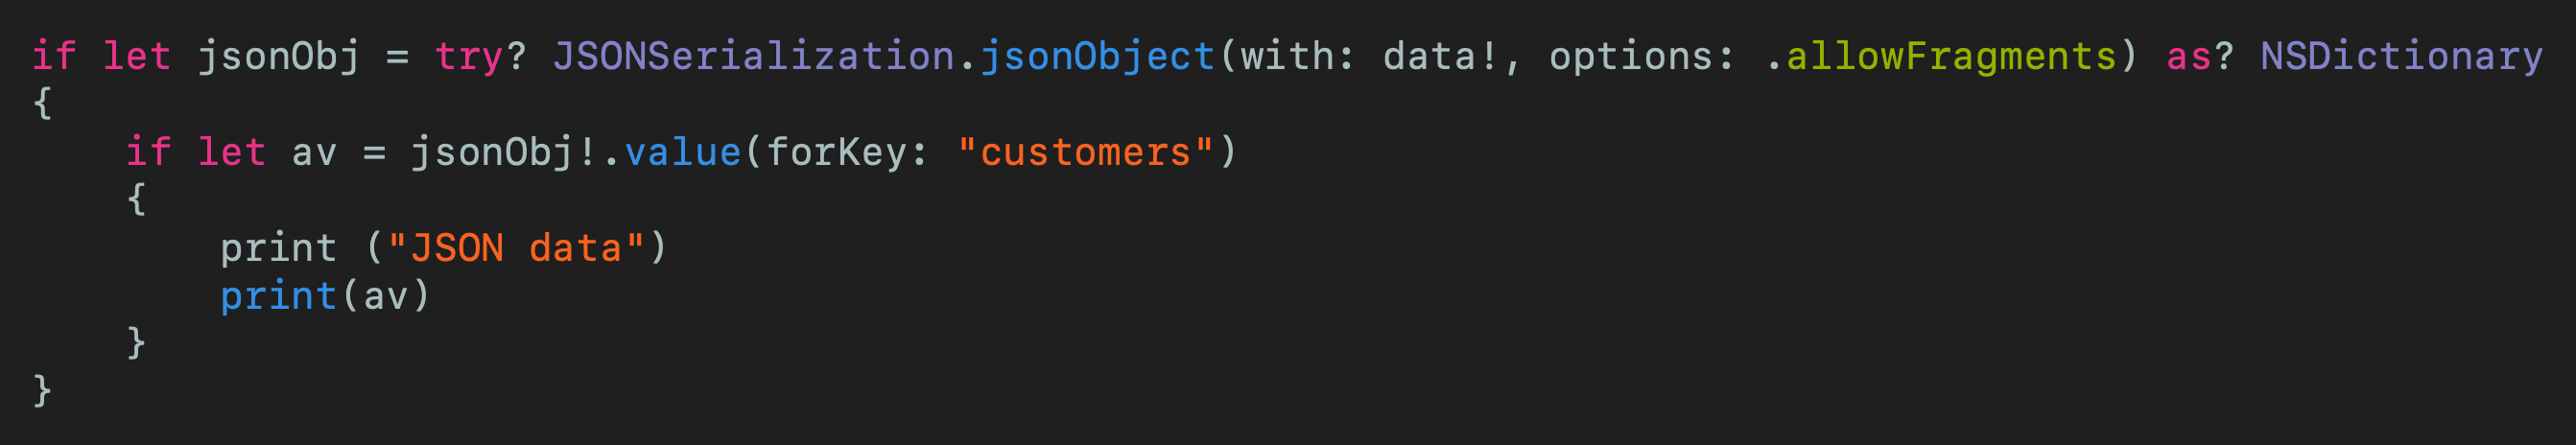 if let jsonObj = try? JSONSerialization.jsonObject(with: data!, options: .allowFragments) as? NSDictionary
{
    if let av = jsonObj!.value(forKey: "customers")
    {
        print ("JSON data")
        print(av)
    }
}